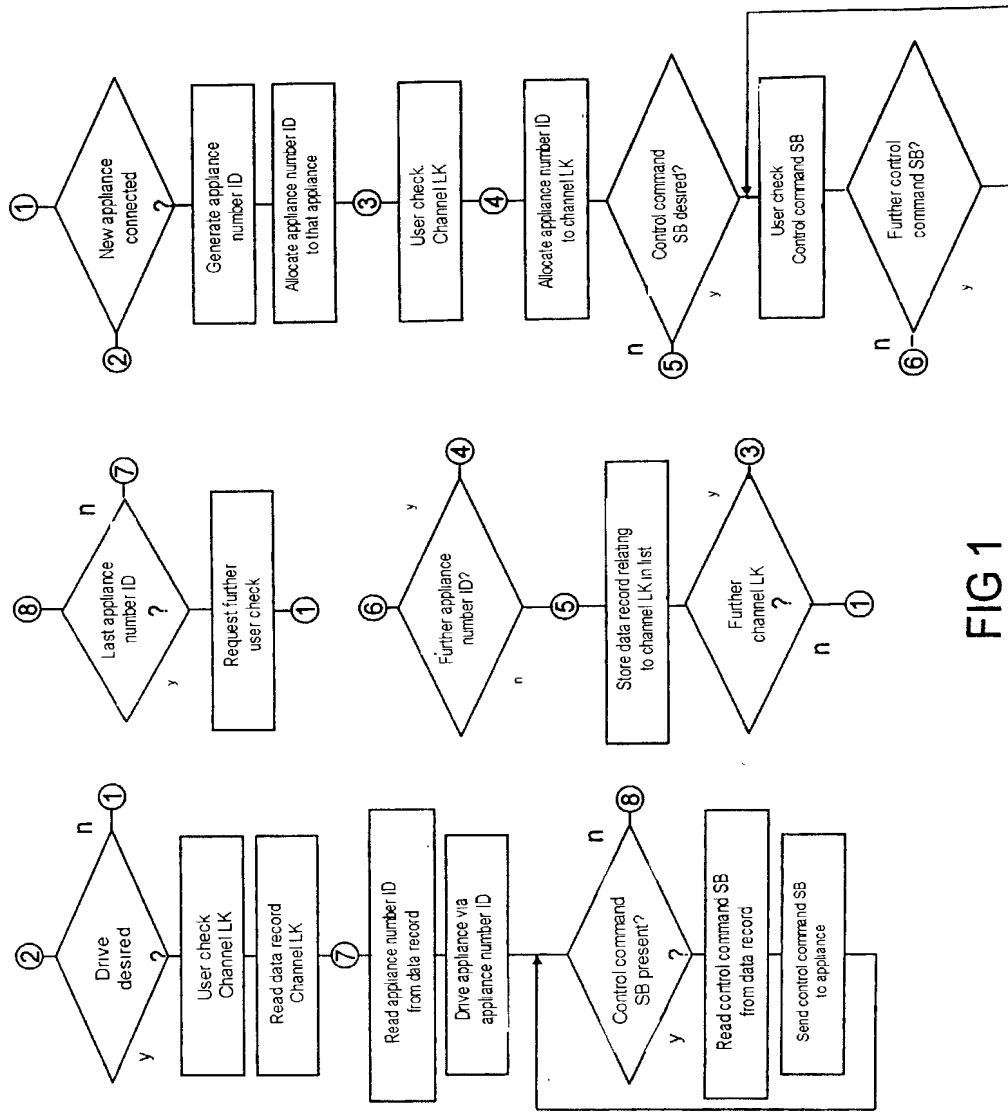 ①
New appliance
connected
?
②
Generate appliance
number ID
Allocate appliance number ID
to that appliance
③
User check.
Channel LK
④
Allocate appliance number ID
to channel LK
Control command
SB desired?
n
⑤
y
User check
Control command SB
Further control
command SB?
n
⑥
y
⑧
Last appliance
number ID
?
n
⑦
y
Request further
user check
①
⑥
Further appliance
number ID?
y
④
n
⑤
Store data record relating
to channel LK in list
Further
channel LK
?
y
③
n
①
②
Drive
desired
?
n
①
y
User check
Channel LK
Read data record
Channel LK
⑦
Read appliance number ID
from data record
Drive appliance via
appliance number ID
Control command
SB present?
?
n
⑧
y
Read control command SB
from data record
Send control command SB
to appliance
FIG 1